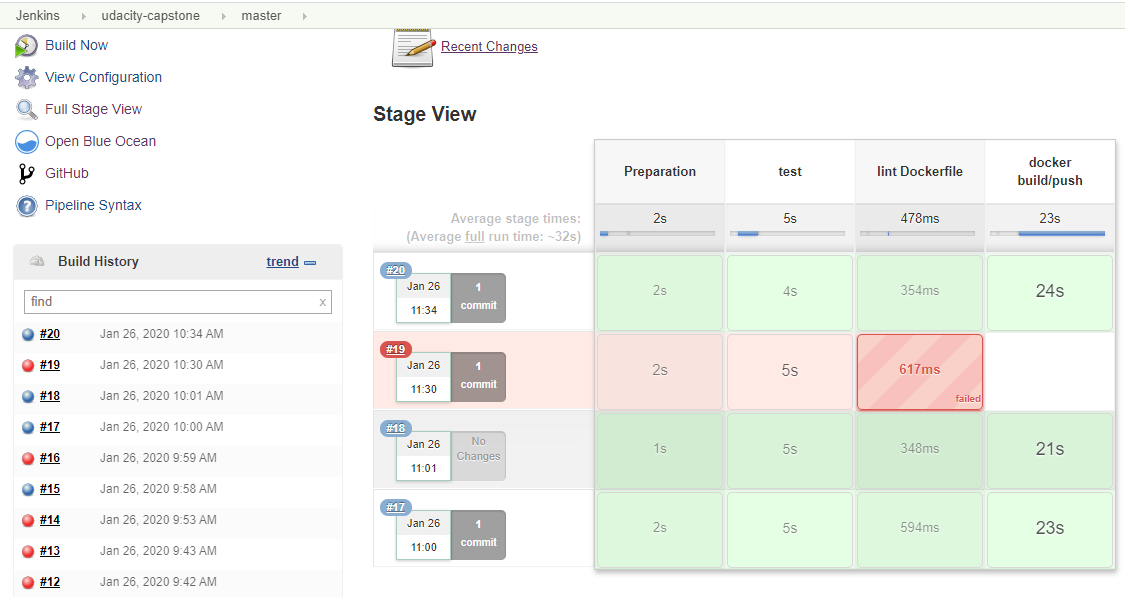 Jenkins udacity-capstone master
Build Now
View Configuration
Full Stage View
Open Blue Ocean
GitHub
Pipeline Syntax
Build History trend
find x
#20 Jan 26, 2020 10:34 AM
#19 Jan 26, 2020 10:30 AM
#18 Jan 26, 2020 10:01 AM
#17 Jan 26, 2020 10:00 AM
#16 Jan 26, 2020 9:59 AM
#15 Jan 26, 2020 9:58 AM
#14 Jan 26, 2020 9:53 AM
#13 Jan 26, 2020 9:43 AM
#12 Jan 26, 2020 9:42 AM
Recent Changes
Stage View
Preparation test lint Dockerfile docker
build/push
Average stage times:
(Average full run time: ~32s)
2s 5s 478ms 23s
#20
Jan 26 1
11:34 commit
2s 4s 354ms 24s
#19
Jan 26 1
11:30 commit
2s 5s 617ms
failed
#18
Jan 26 No
11:01 Changes
1s 5s 348ms 21s
#17
Jan 26 1
11:00 commit
2s 5s 594ms 23s